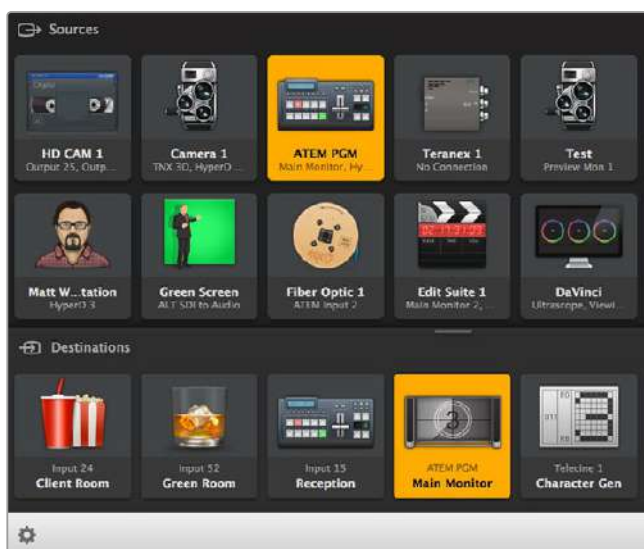 Sources
HD CAM 1
Output 25, Outp...
Camera 1
TNX 3D, HyperD ...
ATEM PGM
Main Monitor, Hy...
Teranex 1
No Connection
Test
Preview Mon 1
Matt W...tation
HyperD 3
Green Screen
ALT SDI to Audio
Fiber Optic 1
ATEM Input 2
Edit Suite 1
Main Monitor 2, ...
DaVinci
Ultrascope, Viewi...
Destinations
Input 24
Client Room
Input 52
Green Room
Input 15
Reception
3
ATEM PGM
Main Monitor
Telecine 1
Character Gen